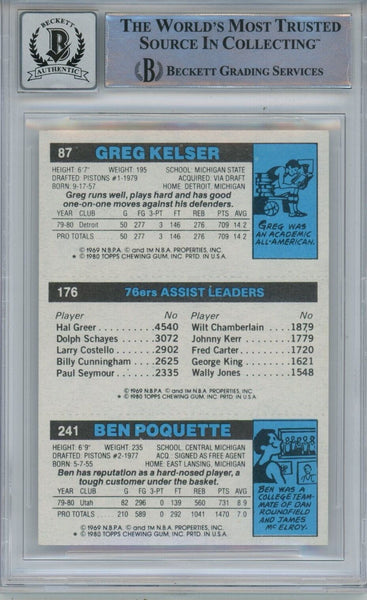 BECKETT
AUTHENTIC
THE WORLD'S MOST TRUSTED
SOURCE IN COLLECTING™
BECKETT GRADING SERVICES
87 GREG KELSER
HEIGHT: 6'7" WEIGHT: 195 SCHOOL: MICHIGAN STATE
DRAFTED: PISTONS #1-1979 ACQUIRED: VIA DRAFT
BORN: 9-17-57 HOME: DETROIT, MICHIGAN
Greg runs well, plays hard and has good
one-on-one moves against his defenders.
YEAR CLUB G FG 3-PT FT REB PTS AVG
79-80 Detroit 50 277 3 146 276 709 14.2
PRO TOTALS 50 277 3 146 276 709 14.2
© 1969 N.B.P.A. © and TM N.B.A. PROPERTIES, INC.
* © 1980 TOPPS CHEWING GUM, INC. PRTD. IN U.S.A.
GREG WAS
AN ACADEMIC
ALL-AMERICAN.
176 76ers ASSIST LEADERS
Player No Player No
Hal Greer 4540 Wilt Chamberlain 1879
Dolph Schayes 3072 Johnny Kerr 1779
Larry Costello 2902 Fred Carter 1720
Billy Cunningham 2625 George King 1621
Paul Seymour 2335 Wally Jones 1548
© 1969 N.B.P.A. © and TM N.B.A. PROPERTIES, INC.
* © 1980 TOPPS CHEWING GUM, INC. PRTD. IN U.S.A.
241 BEN POQUETTE
HEIGHT: 6'9" WEIGHT: 235 SCHOOL: CENTRAL MICHIGAN
DRAFTED: PISTONS #2-1977 ACQ.: SIGNED AS FREE AGENT
BORN: 5-7-55 HOME: EAST LANSING, MICHIGAN
Ben has reputation as a hard-nosed player, a
tough customer under the basket.
YEAR CLUB G FG 3-PT FT REB PTS AVG
79-80 Utah 82 296 0 139 560 731 8.9
PRO TOTALS 210 589 0 292 1041 1470 7.0
© 1969 N.B.P.A. © and TM N.B.A. PROPERTIES, INC.
* © 1980 TOPPS CHEWING GUM, INC. PRTD. IN U.S.A.
BEN WAS A
COLLEGE TEAM-
MATE OF DAN
ROUNDFIELD
AND JAMES
McELROY.